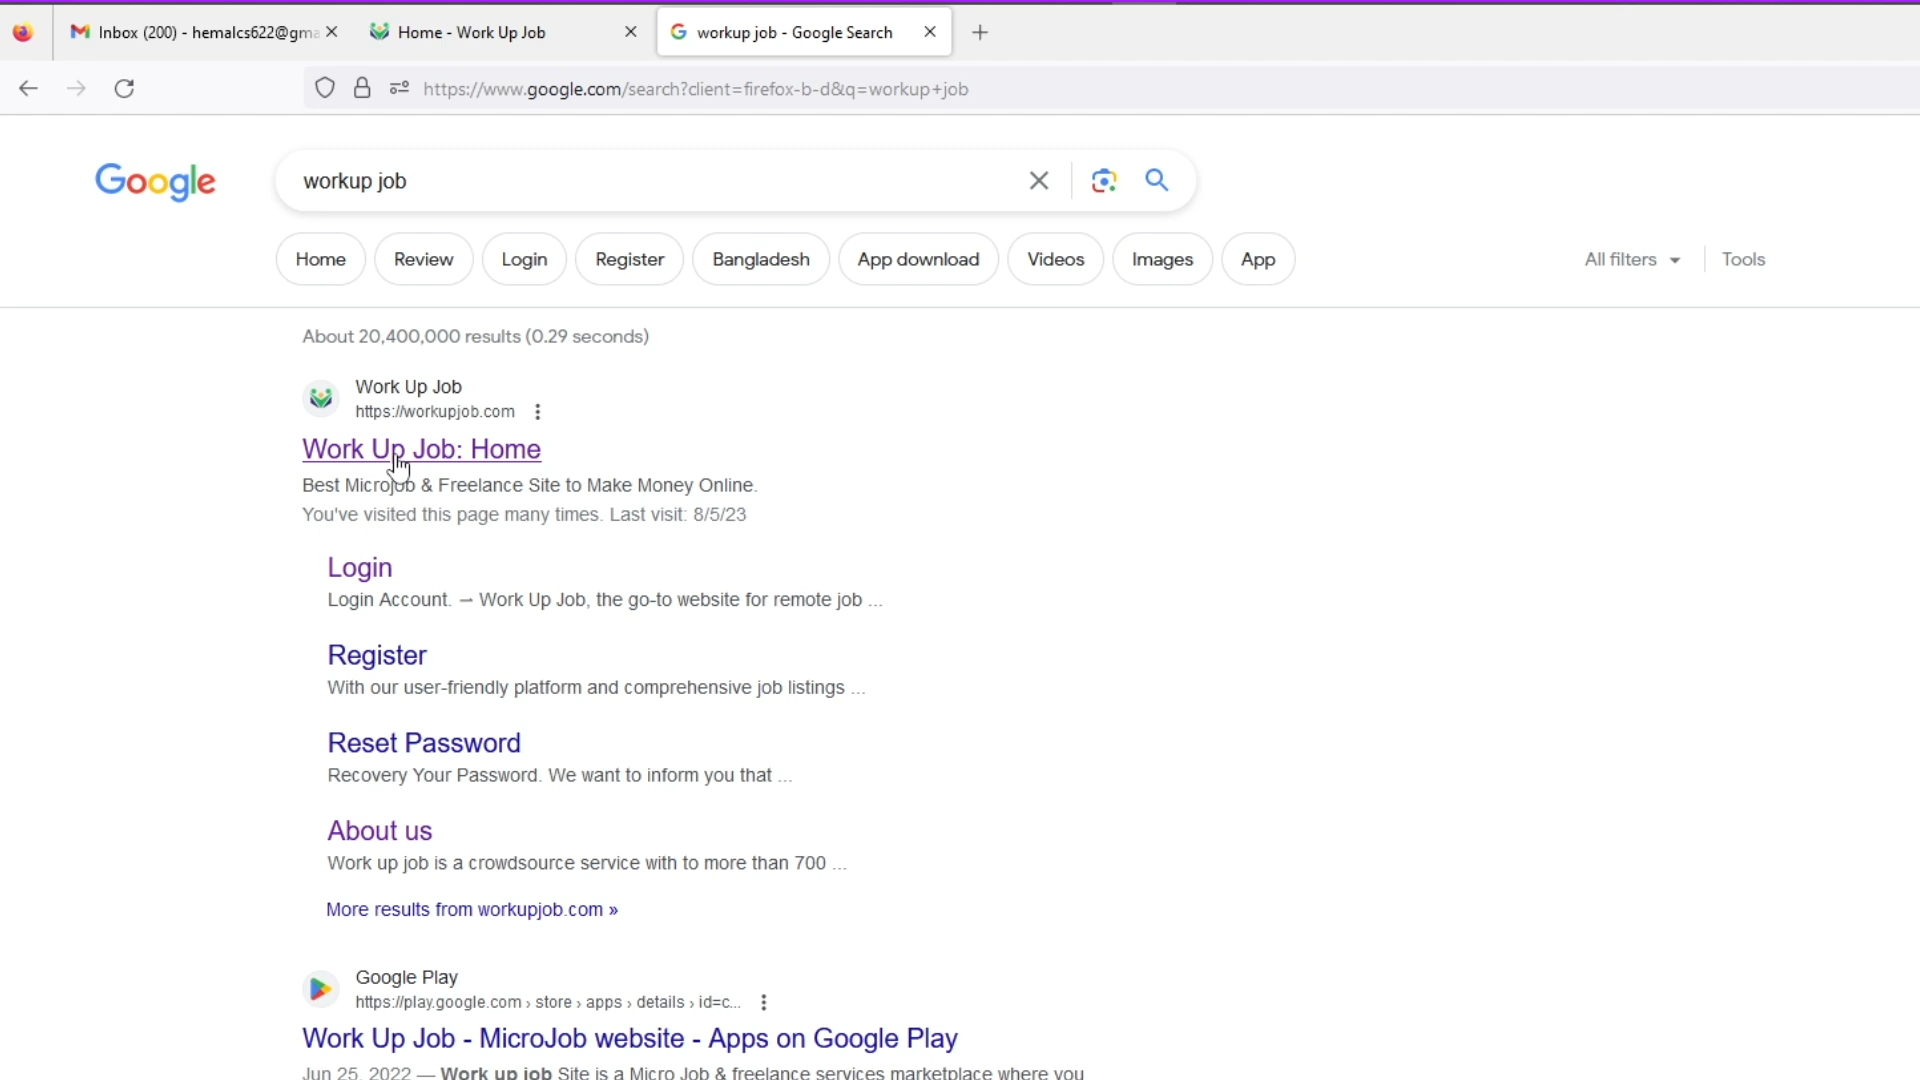 Inbox (200) - hemalcs622@gma
Home - Work Up Job
workup job - Google Search
https://www.google.com/search?client=firefox-b-d&q=workup+job
Google
workup job
Home
Review
Login
Register
Bangladesh
App download
Videos
Images
App
All filters
Tools
About 20,400,000 results (0.29 seconds)
Work Up Job
https://workupjob.com
Work Up Job: Home
Best Microjob & Freelance Site to Make Money Online.
You've visited this page many times. Last visit: 8/5/23
Login
Login Account. – Work Up Job, the go-to website for remote job ...
Register
With our user-friendly platform and comprehensive job listings ...
Reset Password
Recovery Your Password. We want to inform you that ...
About us
Work up job is a crowdsource service with to more than 700 ...
More results from workupjob.com »
Google Play
https://play.google.com › store › apps › details › id=c...
Work Up Job - MicroJob website - Apps on Google Play
Jun 25, 2022 — Work up job Site is a Micro Job & freelance services marketplace where you